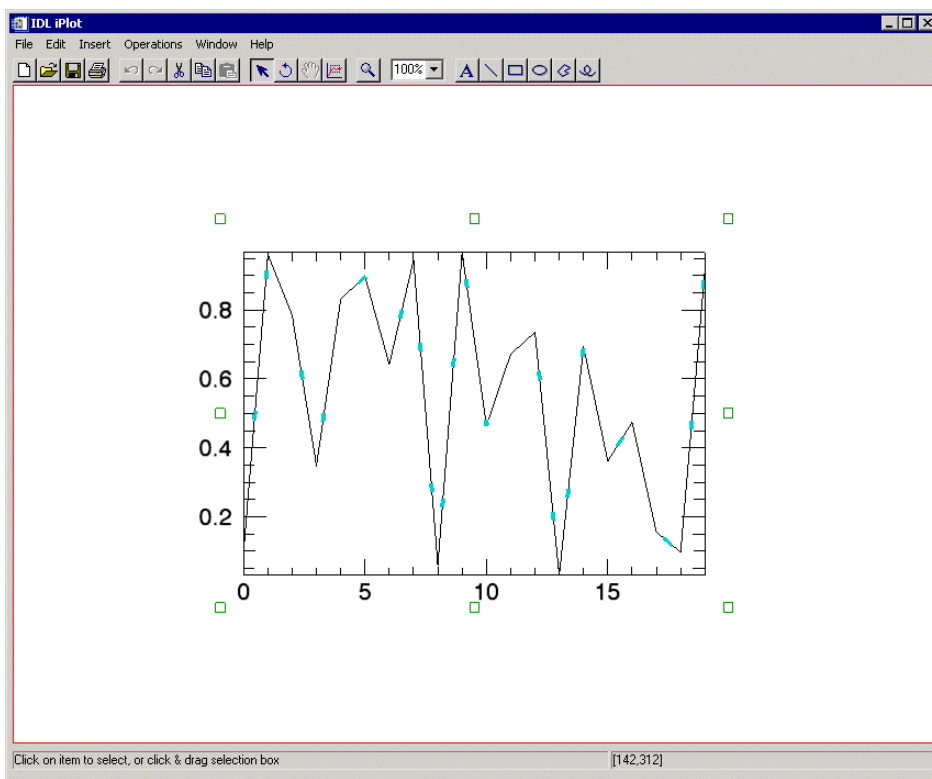 IDL iPlot
File Edit Insert Operations Window Help
100% A
0.8
0.6
0.4
0.2
0 5 10 15
Click on item to select, or click & drag selection box [142,312]